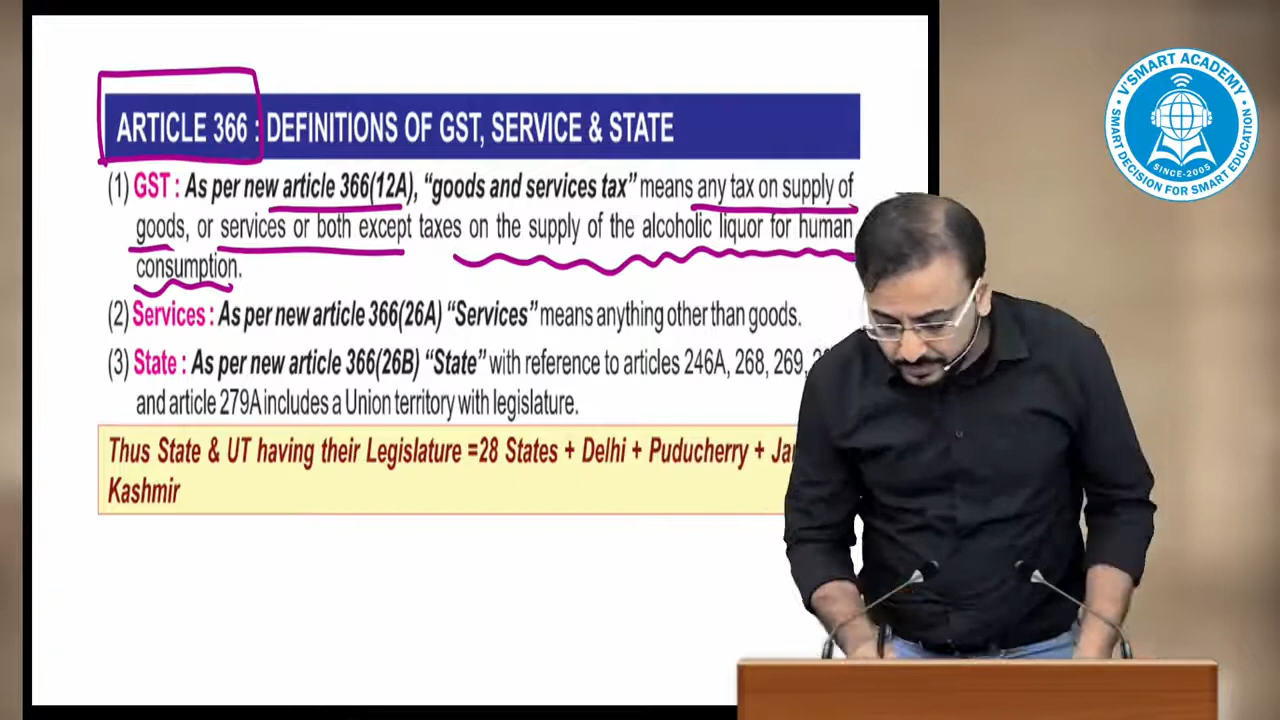 ARTICLE 366 : DEFINITIONS OF GST, SERVICE & STATE
(1) GST : As per new article 366(12A), “goods and services tax” means any tax on supply of
goods, or services or both except taxes on the supply of the alcoholic liquor for human
consumption.
(2) Services : As per new article 366(26A) “Services” means anything other than goods.
(3) State : As per new article 366(26B) “State” with reference to articles 246A, 268, 269,
and article 279A includes a Union territory with legislature.
Thus State & UT having their Legislature =28 States + Delhi + Puducherry +
Kashmir
V'SMART ACADEMY
SMART DECISION FOR SMART EDUCATION
SINCE-2005